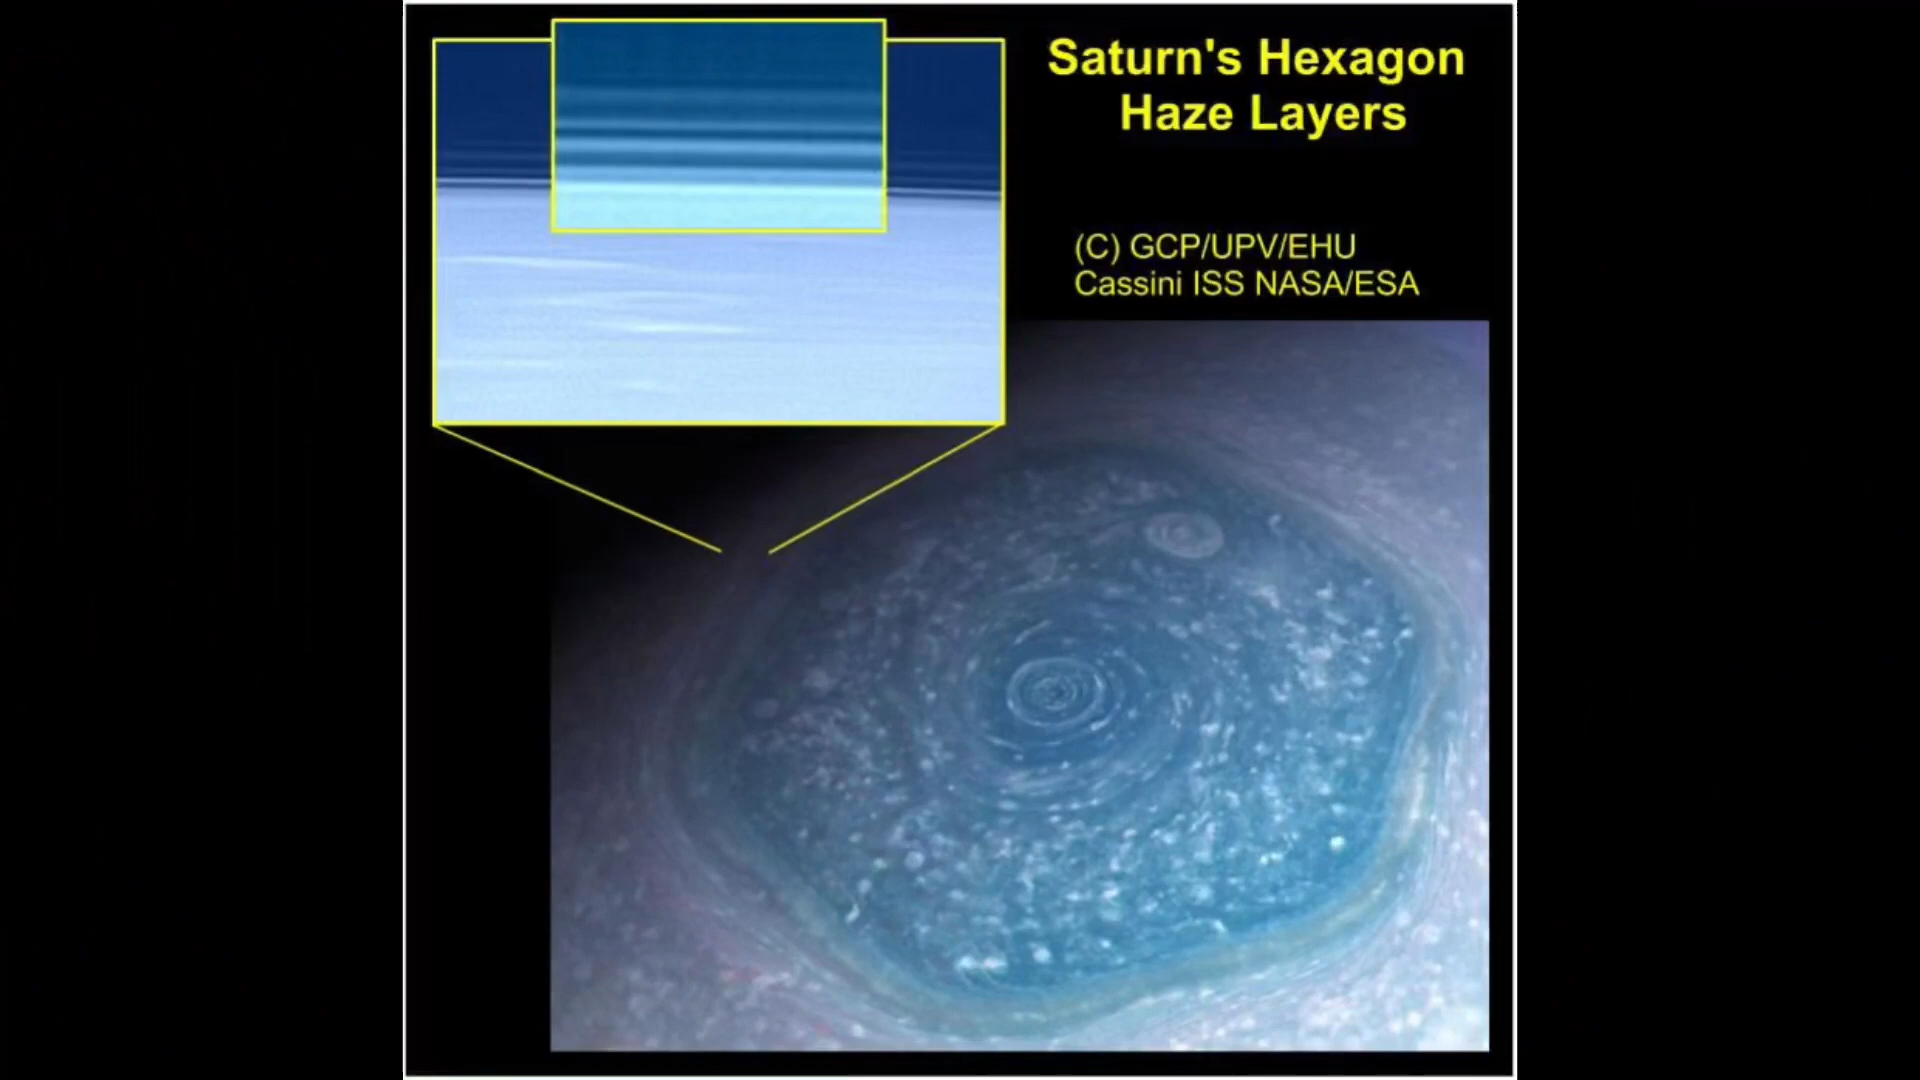 Saturn's Hexagon
Haze Layers
(C) GCP/UPV/EHU
Cassini ISS NASA/ESA